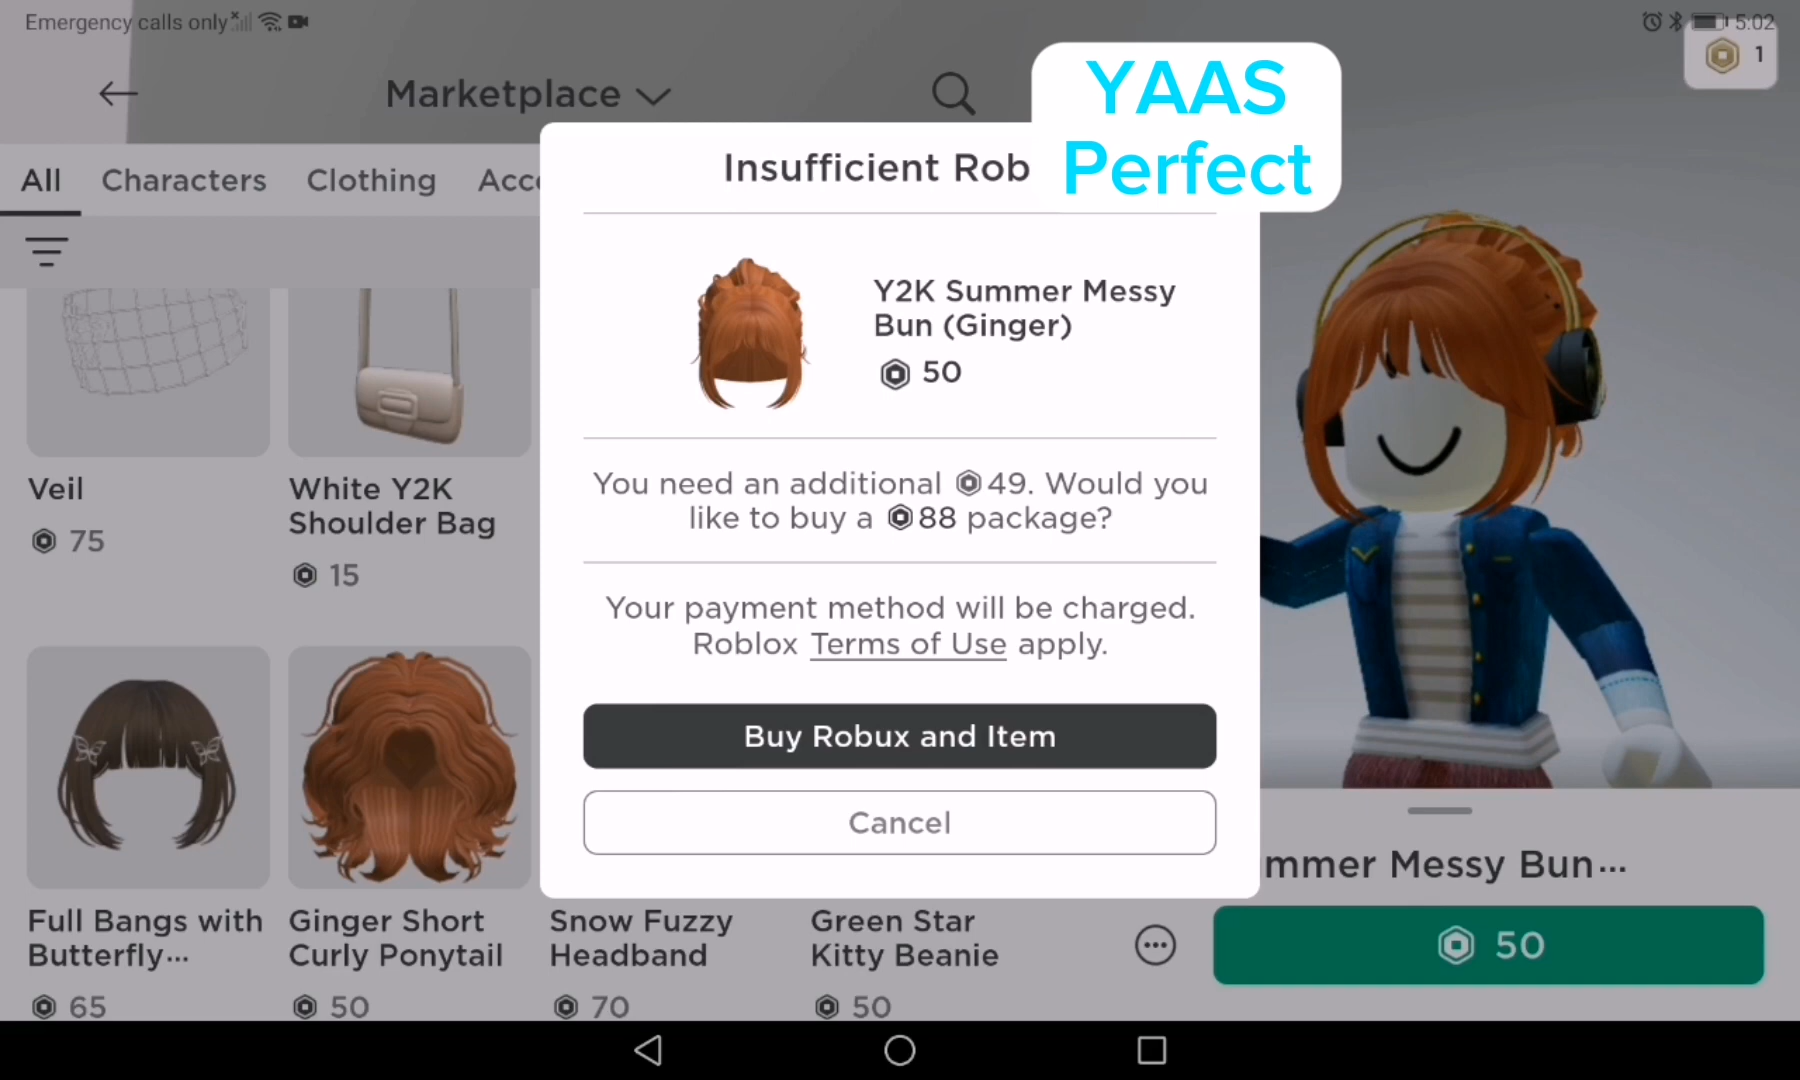 Emergency calls only
5:02
1
Marketplace
YAAS
Perfect
All
Characters
Clothing
Acc
Insufficient Rob
Y2K Summer Messy
Bun (Ginger)
50
You need an additional 49. Would you
like to buy a 88 package?
Your payment method will be charged.
Roblox Terms of Use apply.
Buy Robux and Item
Cancel
Veil
75
White Y2K
Shoulder Bag
15
Full Bangs with
Butterfly...
65
Ginger Short
Curly Ponytail
50
Snow Fuzzy
Headband
70
Green Star
Kitty Beanie
50
mmer Messy Bun...
50